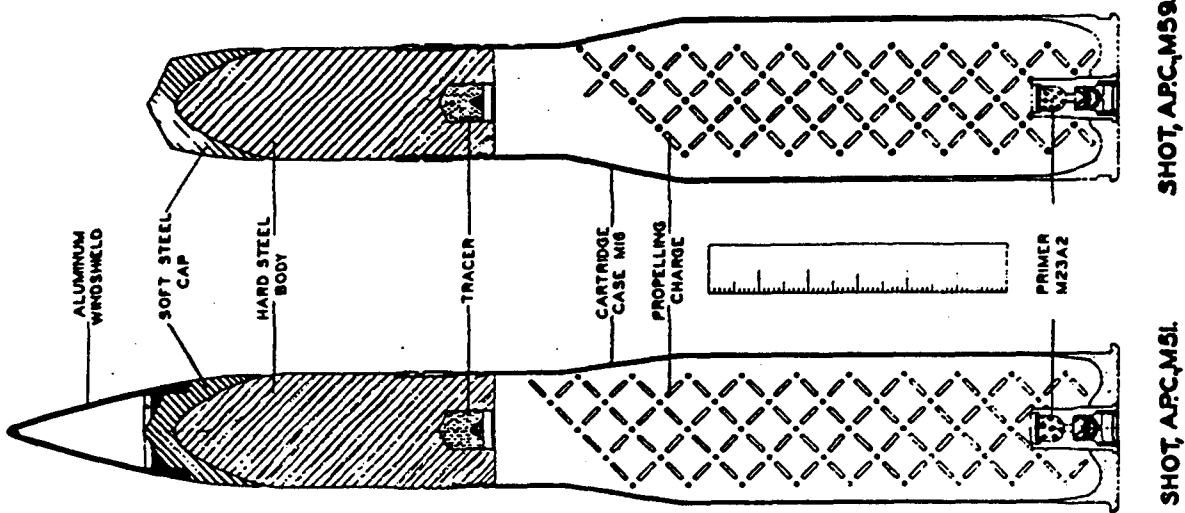 ALUMINUM
WINDSHIELD
SOFT STEEL
CAP
HARD STEEL
BODY
TRACER
CARTRIDGE
CASE M16
PROPELLING
CHARGE
PRIMER
M23A2
SHOT, A.P.C., M51.
SHOT, A.P.C., M59.